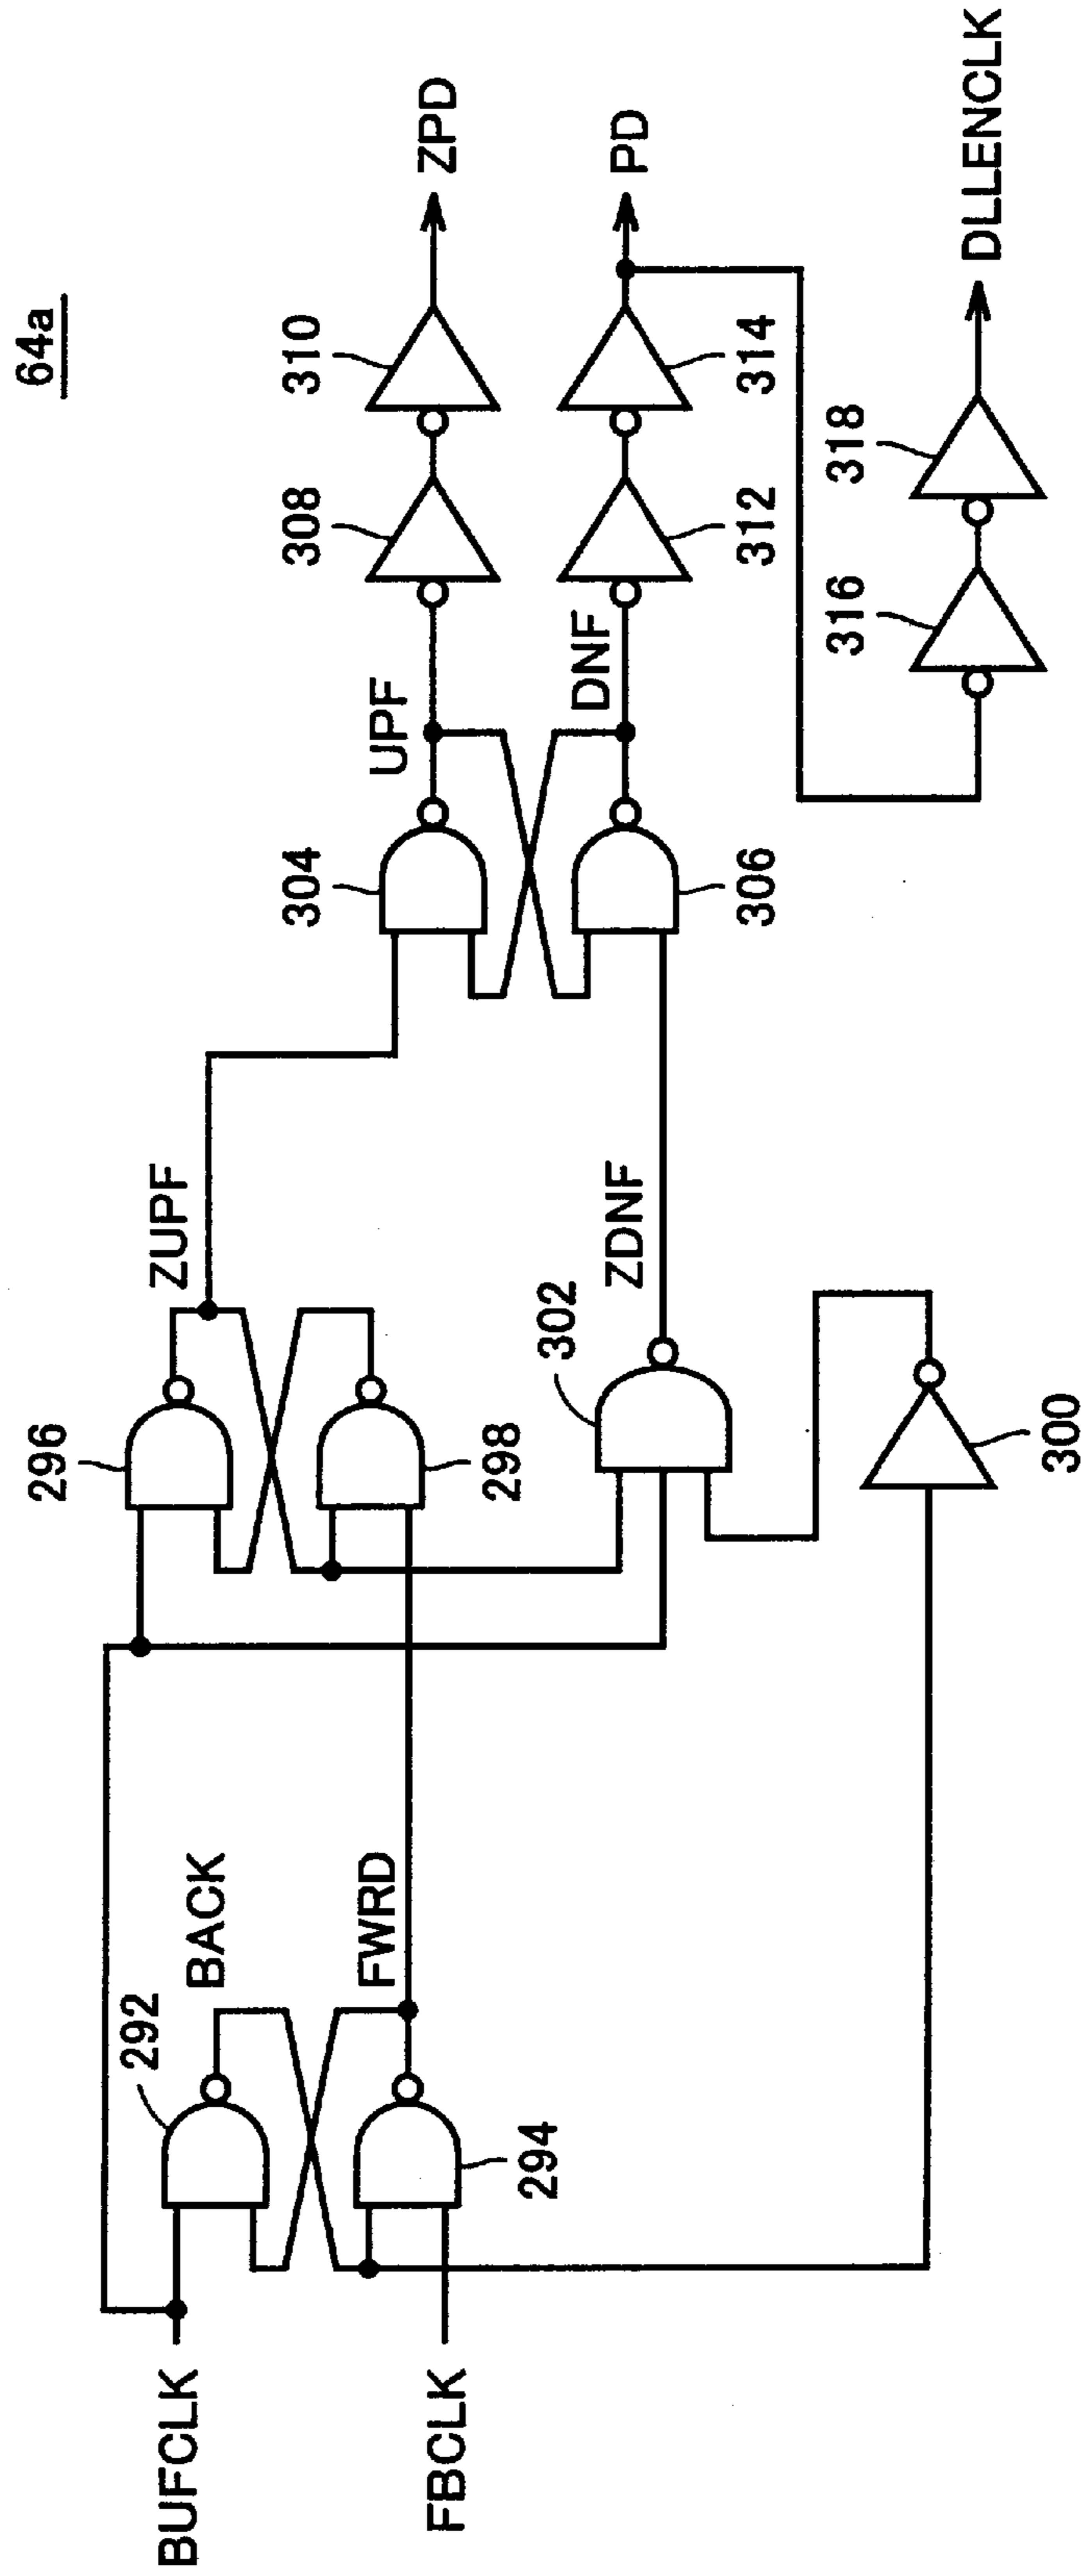 64a
BUFCLK
FBCLK
292
BACK
294
FWRD
296
ZUPF
298
302
ZDNF
300
304
UPF
306
DNF
308
310
ZPD
312
314
PD
316
318
DLLENCLK